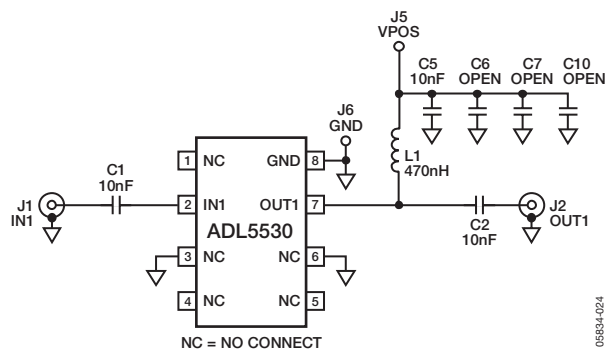 J5
VPOS
C5
10nF
C6
OPEN
C7
OPEN
C10
OPEN
J6
GND
L1
470nH
C1
10nF
J1
IN1
1 NC
GND 8
2 IN1
OUT1 7
ADL5530
3 NC
NC 6
4 NC
NC 5
C2
10nF
J2
OUT1
NC = NO CONNECT
05834-024